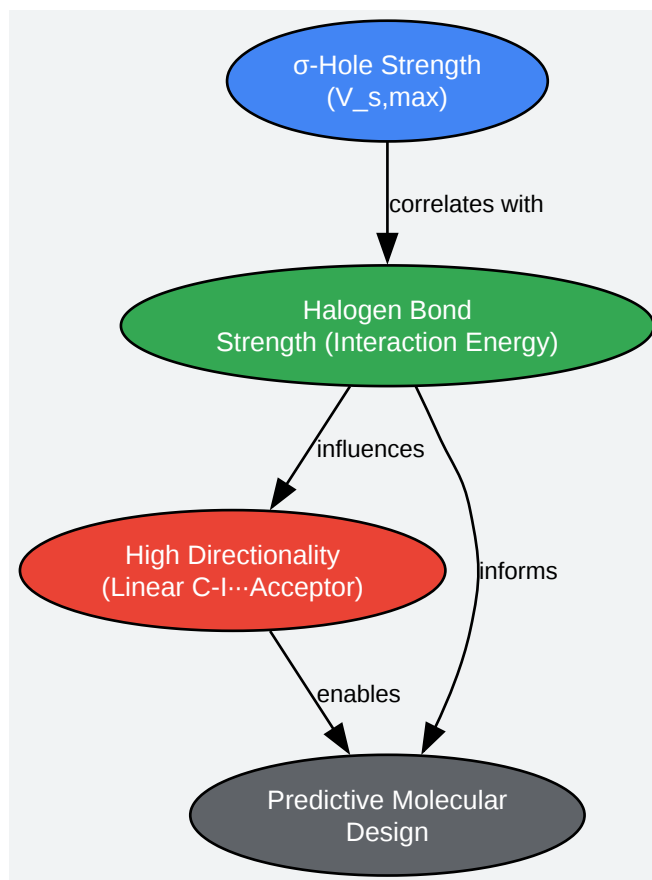 σ-Hole Strength
(V_s,max)
correlates with
Halogen Bond
Strength (Interaction Energy)
influences
High Directionality
(Linear C-I···Acceptor)
informs
enables
Predictive Molecular
Design